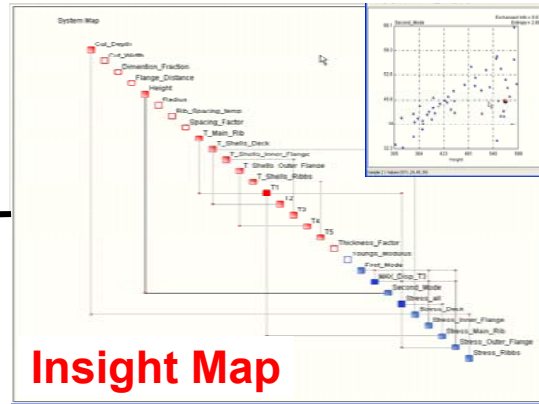 System Map
Second_Mode
Cut_Depth
Cut_Width
Dimention_Fraction
Flange_Distance
Height
Radius
Rib_Spacing_temp
Spacing_Factor
T_Main_Rib
T_Shells_Deck
T_Shells_Inner_Flange
T_Shells_Outer_Flange
T_Shells_Ribbs
T1
T2
T3
T4
T5
Thickness_Factor
Youngs_Modulus
First_Mode
MAX_Disp_T3
Second_Mode
Stress_all
Stress_Deck
Stress_Inner_Flange
Stress_Main_Rib
Stress_Outer_Flange
Stress_Ribbs
Height
Insight Map